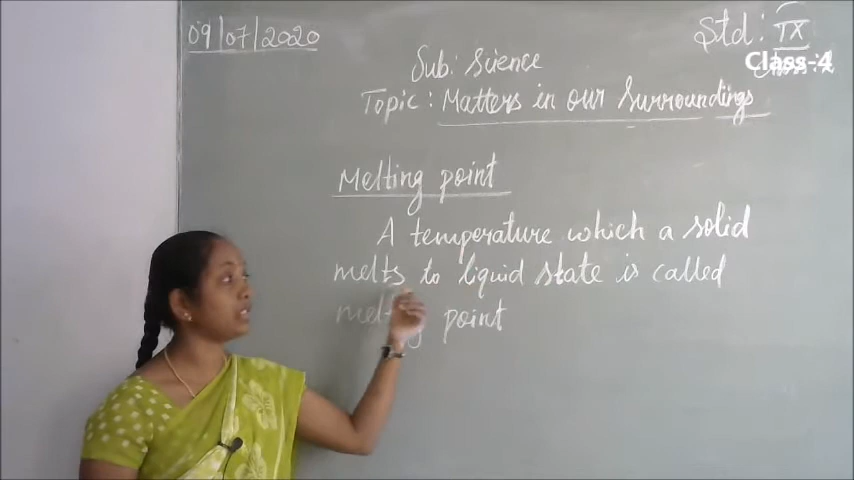 09/07/2020
Std: IX
Class-4
Sub: Science
Topic: Matters in our Surroundings
Melting point
A temperature which a solid
melts to liquid state is called
melting point